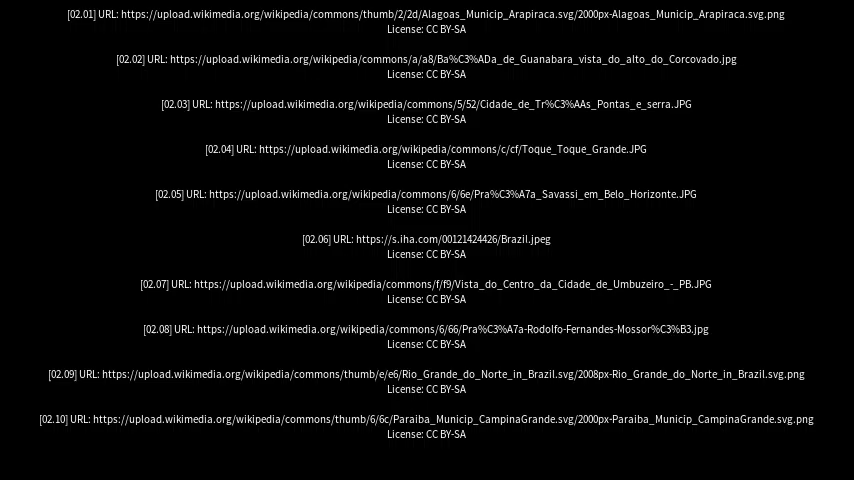 [02.01] URL: https://upload.wikimedia.org/wikipedia/commons/thumb/2/2d/Alagoas_Municip_Arapiraca.svg/2000px-Alagoas_Municip_Arapiraca.svg.png
License: CC BY-SA
[02.02] URL: https://upload.wikimedia.org/wikipedia/commons/a/a8/Ba%C3%ADa_de_Guanabara_vista_do_alto_do_Corcovado.jpg
License: CC BY-SA
[02.03] URL: https://upload.wikimedia.org/wikipedia/commons/5/52/Cidade_de_Tr%C3%AAs_Pontas_e_serra.JPG
License: CC BY-SA
[02.04] URL: https://upload.wikimedia.org/wikipedia/commons/c/cf/Toque_Toque_Grande.JPG
License: CC BY-SA
[02.05] URL: https://upload.wikimedia.org/wikipedia/commons/6/6e/Pra%C3%A7a_Savassi_em_Belo_Horizonte.JPG
License: CC BY-SA
[02.06] URL: https://s.iha.com/00121424426/Brazil.jpeg
License: CC BY-SA
[02.07] URL: https://upload.wikimedia.org/wikipedia/commons/f/f9/Vista_do_Centro_da_Cidade_de_Umbuzeiro_-_PB.JPG
License: CC BY-SA
[02.08] URL: https://upload.wikimedia.org/wikipedia/commons/6/66/Pra%C3%A7a-Rodolfo-Fernandes-Mossor%C3%B3.jpg
License: CC BY-SA
[02.09] URL: https://upload.wikimedia.org/wikipedia/commons/thumb/e/e6/Rio_Grande_do_Norte_in_Brazil.svg/2008px-Rio_Grande_do_Norte_in_Brazil.svg.png
License: CC BY-SA
[02.10] URL: https://upload.wikimedia.org/wikipedia/commons/thumb/6/6c/Paraiba_Municip_CampinaGrande.svg/2000px-Paraiba_Municip_CampinaGrande.svg.png
License: CC BY-SA